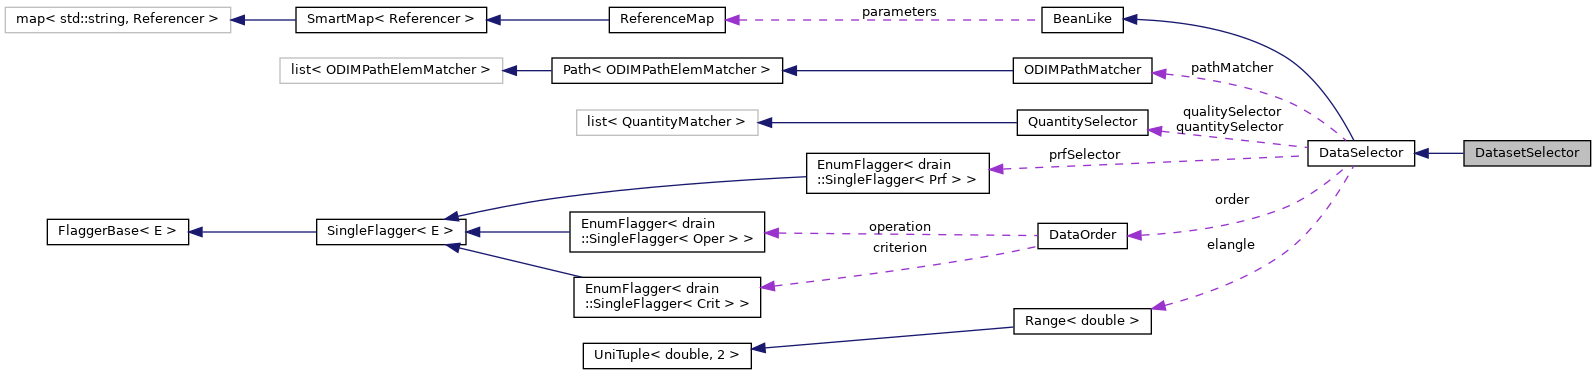 map< std::string, Referencer >
SmartMap< Referencer >
ReferenceMap
parameters
BeanLike
list< ODIMPathElemMatcher >
Path< ODIMPathElemMatcher >
ODIMPathMatcher
pathMatcher
list< QuantityMatcher >
QuantitySelector
qualitySelector
quantitySelector
DataSelector
DatasetSelector
EnumFlagger< drain
::SingleFlagger< Prf > >
prfSelector
FlaggerBase< E >
SingleFlagger< E >
EnumFlagger< drain
::SingleFlagger< Oper > >
operation
criterion
DataOrder
order
elangle
EnumFlagger< drain
::SingleFlagger< Crit > >
Range< double >
UniTuple< double, 2 >